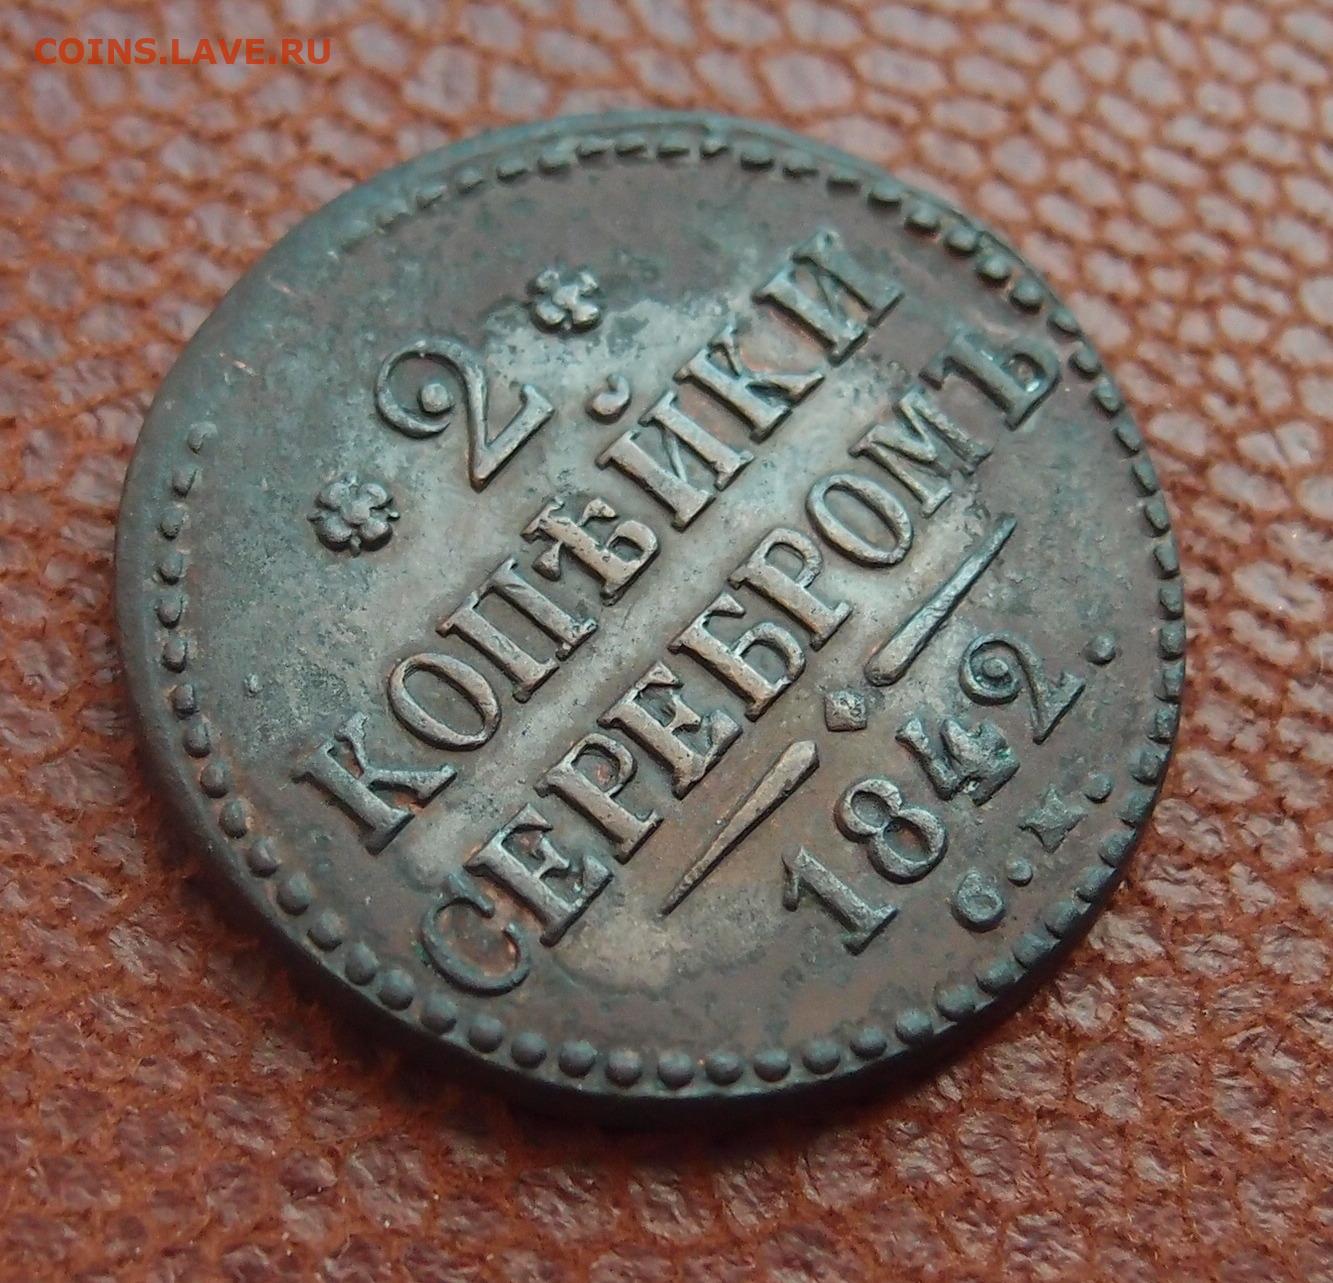 COINS.LAVE.RU
2
КОПѢЙКИ
СЕРЕБРОМЪ
1842.
С.М.